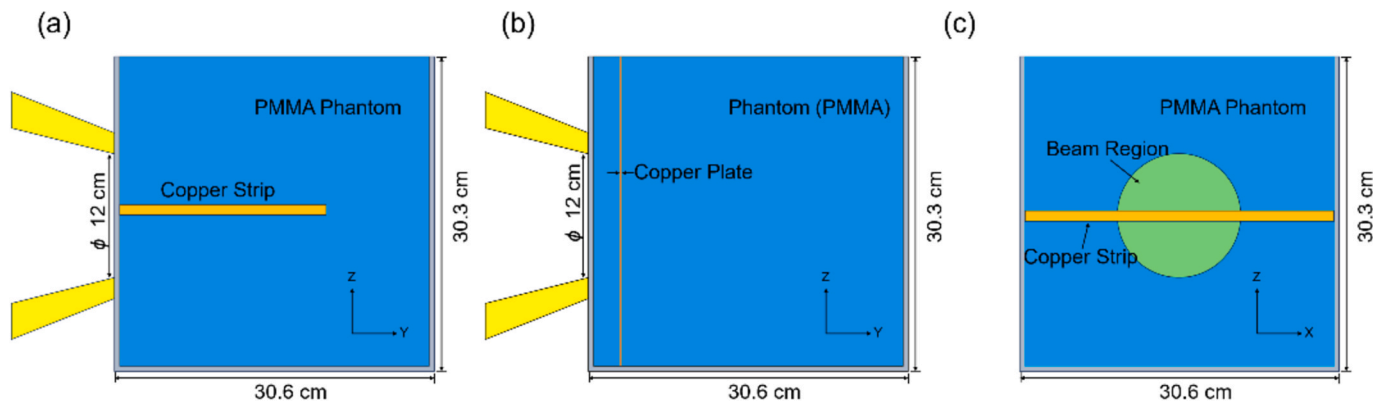 (a)
PMMA Phantom
Copper Strip
ϕ 12 cm
30.3 cm
Z
Y
30.6 cm
(b)
Phantom (PMMA)
Copper Plate
ϕ 12 cm
30.3 cm
Z
Y
30.6 cm
(c)
PMMA Phantom
Beam Region
Copper Strip
30.3 cm
Z
X
30.6 cm